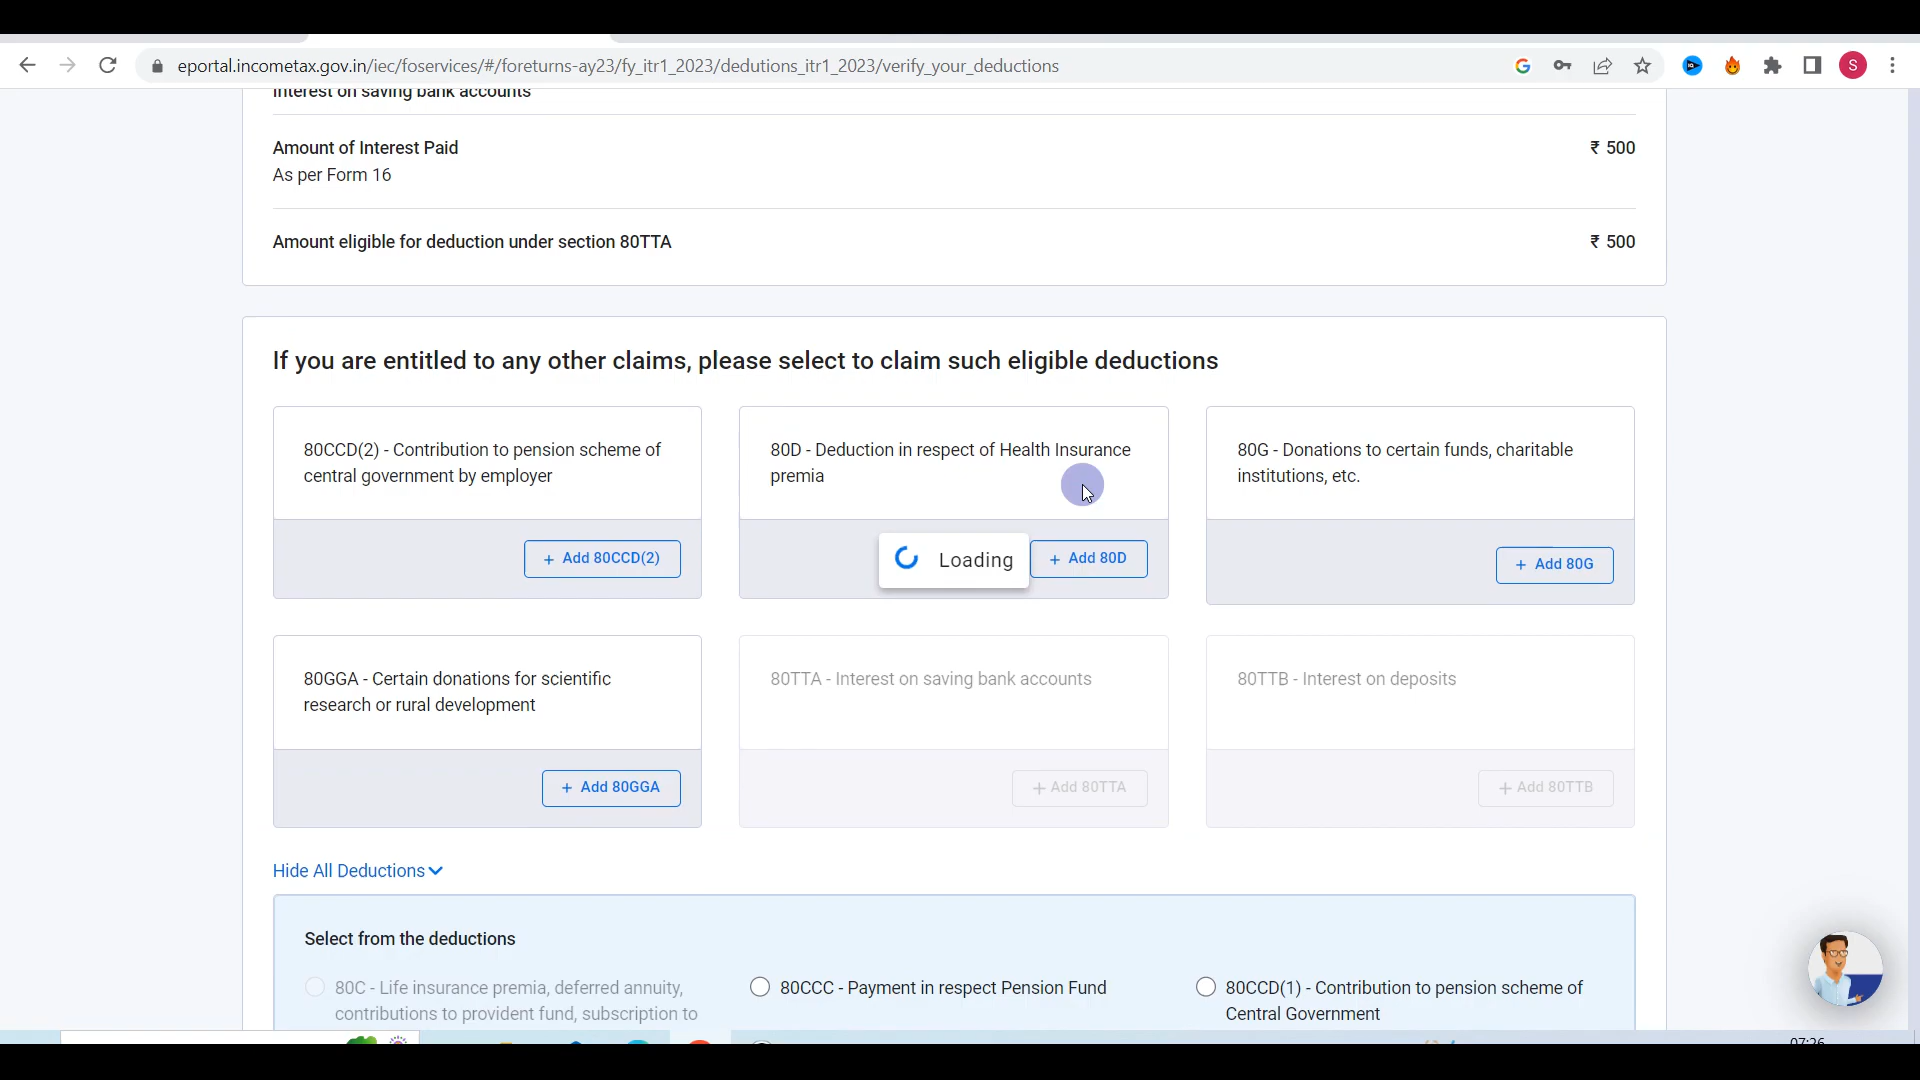 eportal.incometax.gov.in/iec/foservices/#/foreturns-ay23/fy_itr1_2023/dedutions_itr1_2023/verify_your_deductions
S
Interest on saving bank accounts
Amount of Interest Paid
₹ 500
As per Form 16
Amount eligible for deduction under section 80TTA
₹ 500
If you are entitled to any other claims, please select to claim such eligible deductions
80CCD(2) - Contribution to pension scheme of
central government by employer
+ Add 80CCD(2)
80D - Deduction in respect of Health Insurance
premia
Loading
+ Add 80D
80G - Donations to certain funds, charitable
institutions, etc.
+ Add 80G
80GGA - Certain donations for scientific
research or rural development
+ Add 80GGA
80TTA - Interest on saving bank accounts
+ Add 80TTA
80TTB - Interest on deposits
+ Add 80TTB
Hide All Deductions
Select from the deductions
80C - Life insurance premia, deferred annuity,
contributions to provident fund, subscription to
80CCC - Payment in respect Pension Fund
80CCD(1) - Contribution to pension scheme of
Central Government
07:26